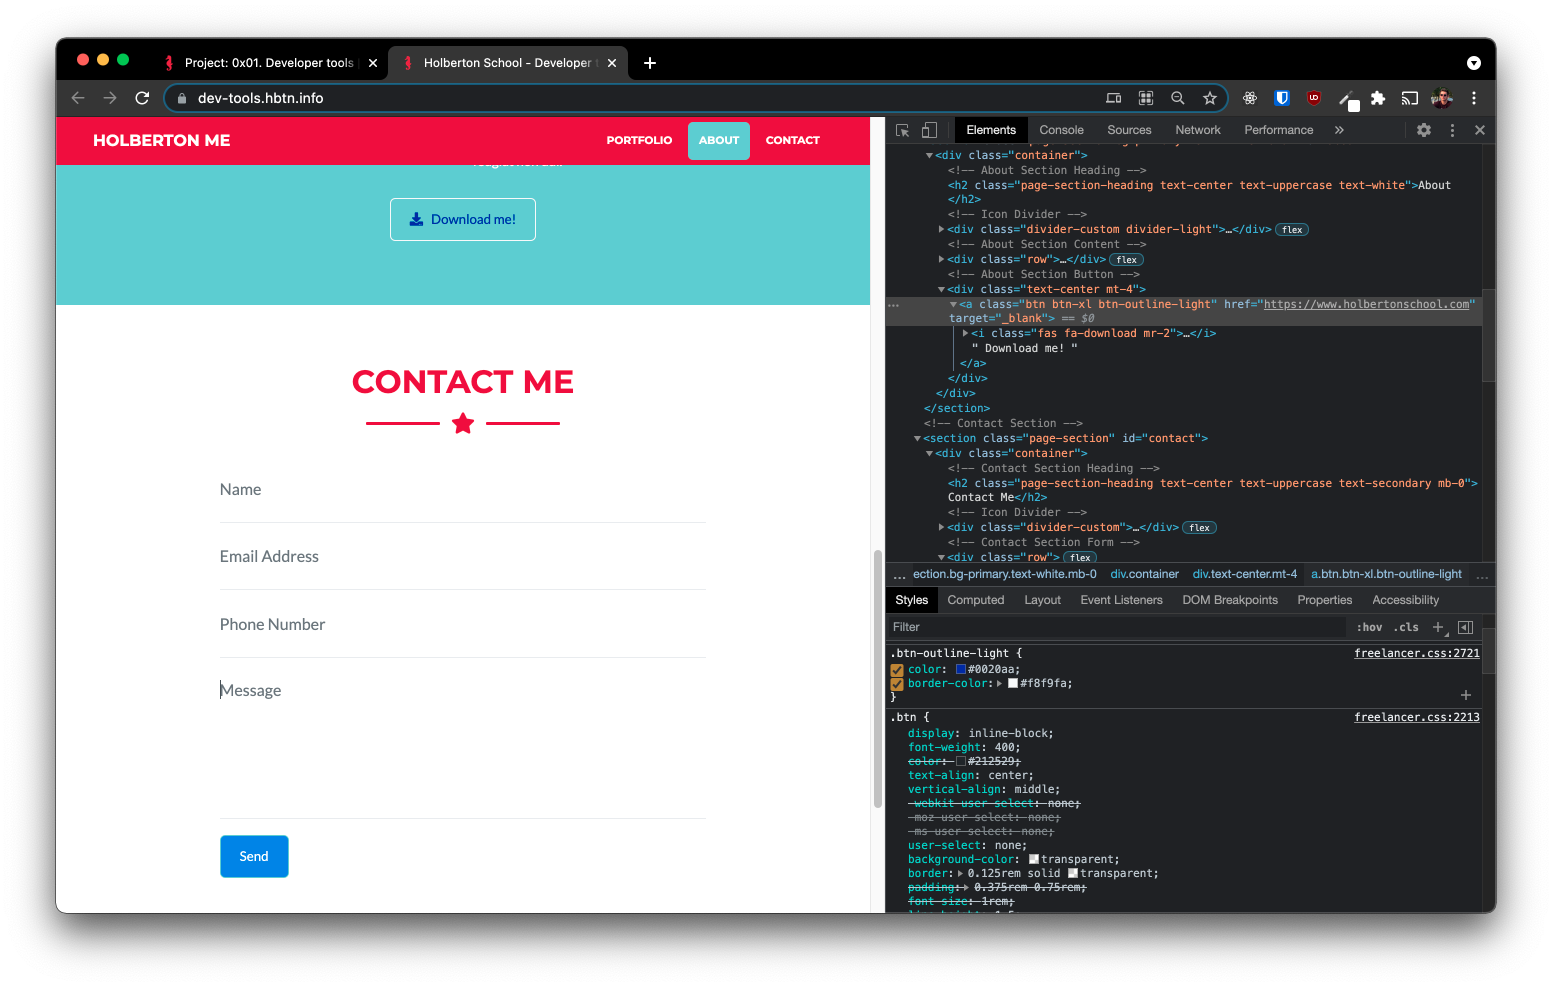 Project: 0x01. Developer tools
Holberton School - Developer t
dev-tools.hbtn.info
HOLBERTON ME
PORTFOLIO
ABOUT
CONTACT
Download me!
CONTACT ME
Name
Email Address
Phone Number
Message
Send
Elements Console Sources Network Performance »
<div class="container">
<!-- About Section Heading -->
<h2 class="page-section-heading text-center text-uppercase text-white">About
</h2>
<!-- Icon Divider -->
<div class="divider-custom divider-light">…</div> flex
<!-- About Section Content -->
<div class="row">…</div> flex
<!-- About Section Button -->
<div class="text-center mt-4">
<a class="btn btn-xl btn-outline-light" href="https://www.holbertonschool.com"
target="_blank"> == $0
<i class="fas fa-download mr-2">…</i>
" Download me! "
</a>
</div>
</div>
</section>
<!-- Contact Section -->
<section class="page-section" id="contact">
<div class="container">
<!-- Contact Section Heading -->
<h2 class="page-section-heading text-center text-uppercase text-secondary mb-0">
Contact Me</h2>
<!-- Icon Divider -->
<div class="divider-custom">…</div> flex
<!-- Contact Section Form -->
<div class="row"> flex
... ection.bg-primary.text-white.mb-0 div.container div.text-center.mt-4 a.btn.btn-xl.btn-outline-light ...
Styles Computed Layout Event Listeners DOM Breakpoints Properties Accessibility
Filter :hov .cls +
.btn-outline-light { freelancer.css:2721
color: #0020aa;
border-color: #f8f9fa;
}
.btn { freelancer.css:2213
display: inline-block;
font-weight: 400;
color: #212529;
text-align: center;
vertical-align: middle;
-webkit-user-select: none;
-moz-user-select: none;
-ms-user-select: none;
user-select: none;
background-color: transparent;
border: 0.125rem solid transparent;
padding: 0.375rem 0.75rem;
font-size: 1rem;